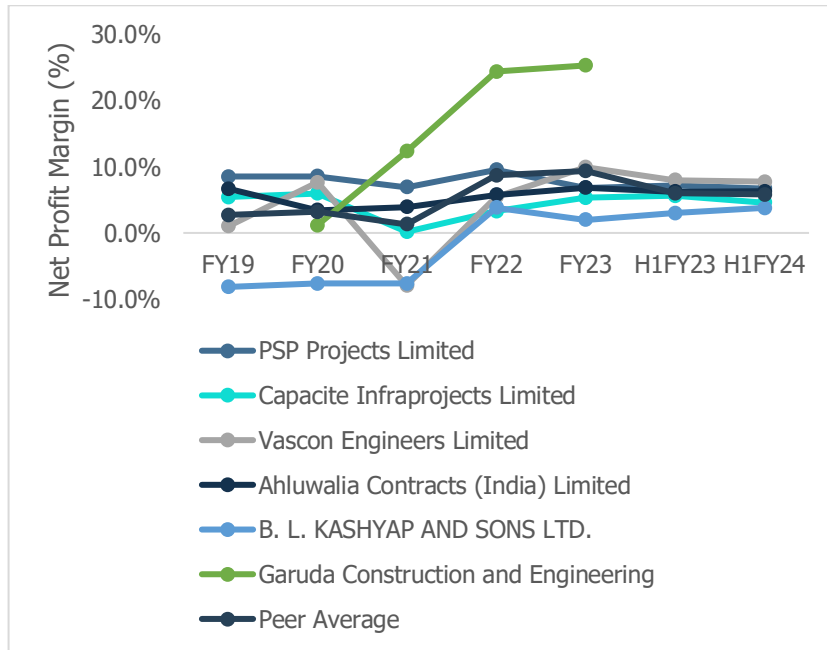 Net Profit Margin (%)
30.0%
20.0%
10.0%
0.0%
-10.0%
FY19 FY20 FY21 FY22 FY23 H1FY23 H1FY24
PSP Projects Limited
Capacite Infraprojects Limited
Vascon Engineers Limited
Ahluwalia Contracts (India) Limited
B. L. KASHYAP AND SONS LTD.
Garuda Construction and Engineering
Peer Average